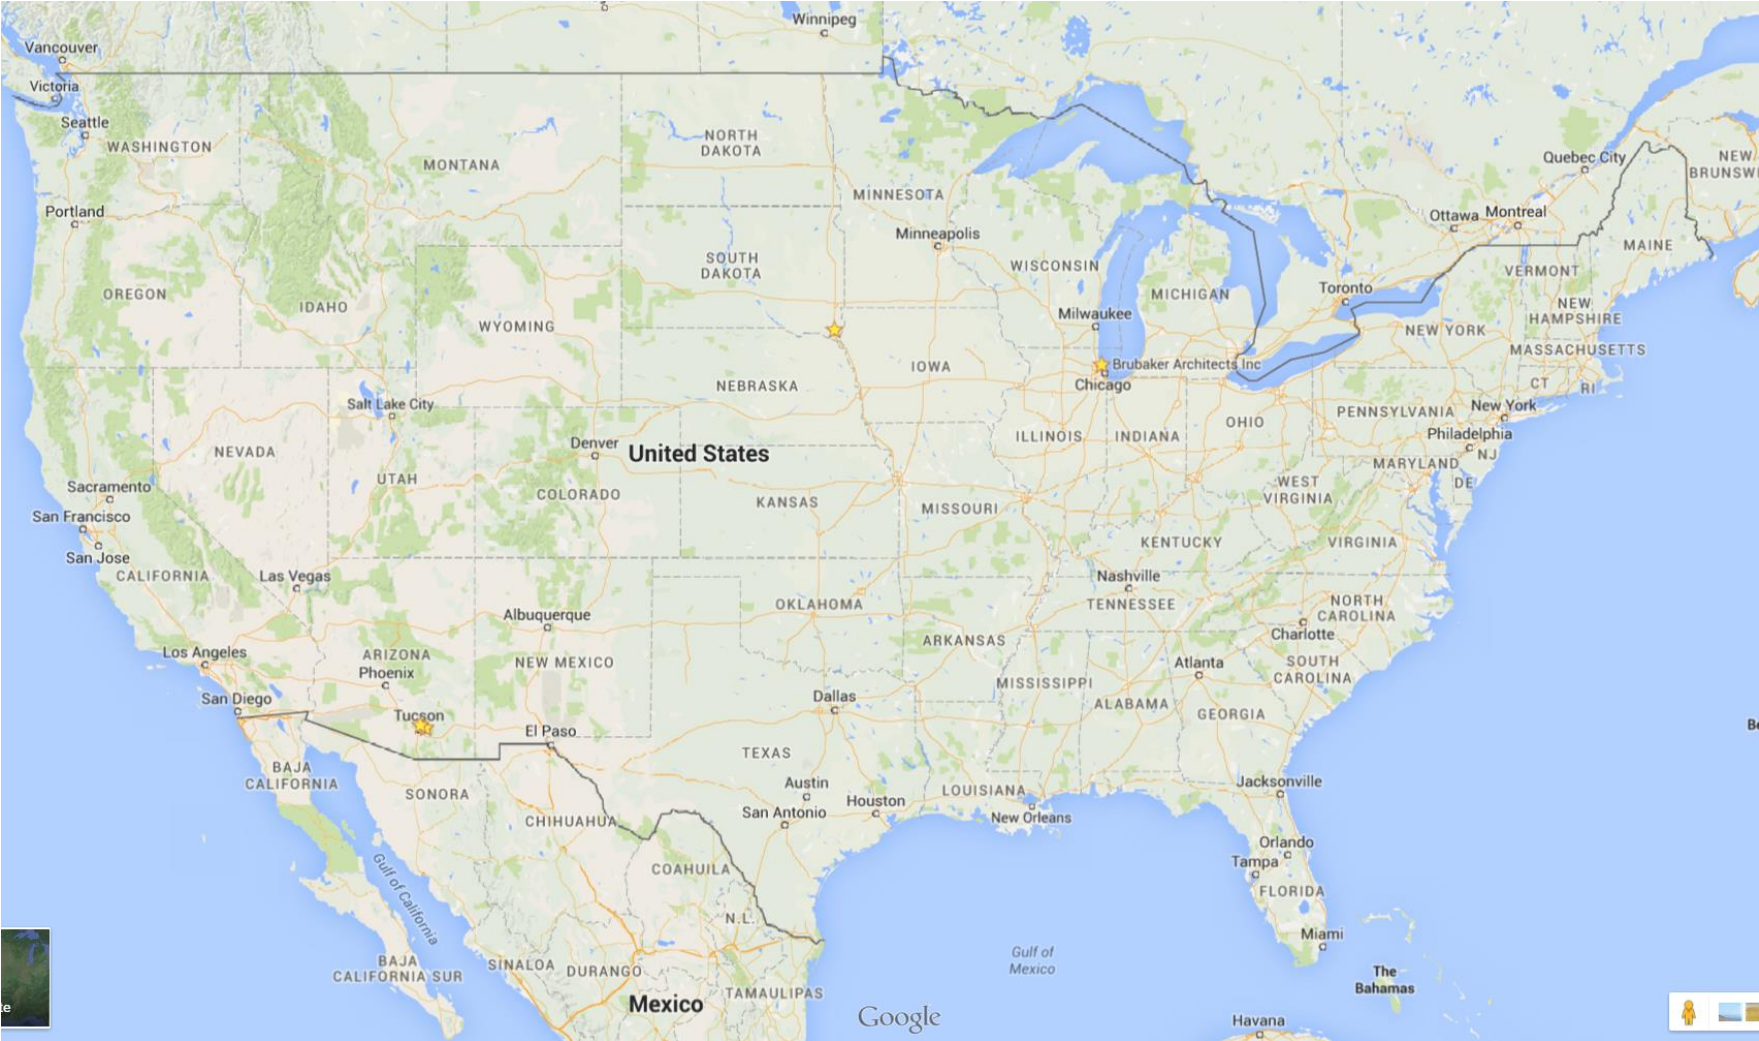 Winnipeg
Vancouver
Victoria
Seattle
WASHINGTON
MONTANA
NORTH
DAKOTA
MINNESOTA
Quebec City
NEW
BRUNSWI
Portland
Ottawa
Montreal
Minneapolis
MAINE
SOUTH
DAKOTA
WISCONSIN
VERMONT
OREGON
IDAHO
MICHIGAN
Toronto
NEW
HAMPSHIRE
WYOMING
Milwaukee
NEW YORK
MASSACHUSETTS
IOWA
Brubaker Architects Inc
Chicago
NEBRASKA
CT
RI
Salt Lake City
PENNSYLVANIA
New York
NEVADA
Denver
United States
ILLINOIS
INDIANA
OHIO
Philadelphia
NJ
MARYLAND
UTAH
Sacramento
COLORADO
KANSAS
MISSOURI
WEST
VIRGINIA
DE
San Francisco
San Jose
KENTUCKY
VIRGINIA
CALIFORNIA
Las Vegas
Nashville
TENNESSEE
Albuquerque
OKLAHOMA
NORTH
CAROLINA
Charlotte
ARKANSAS
Los Angeles
ARIZONA
Phoenix
NEW MEXICO
Atlanta
SOUTH
CAROLINA
MISSISSIPPI
San Diego
Dallas
ALABAMA
GEORGIA
Tucson
El Paso
Be
TEXAS
BAJA
CALIFORNIA
SONORA
Austin
LOUISIANA
Jacksonville
San Antonio
Houston
New Orleans
CHIHUAHUA
Orlando
Tampa
COAHUILA
FLORIDA
Gulf of California
N.L.
Miami
Gulf of
Mexico
BAJA
CALIFORNIA SUR
SINALOA
DURANGO
The
Bahamas
TAMAULIPAS
Mexico
te
Google
Havana